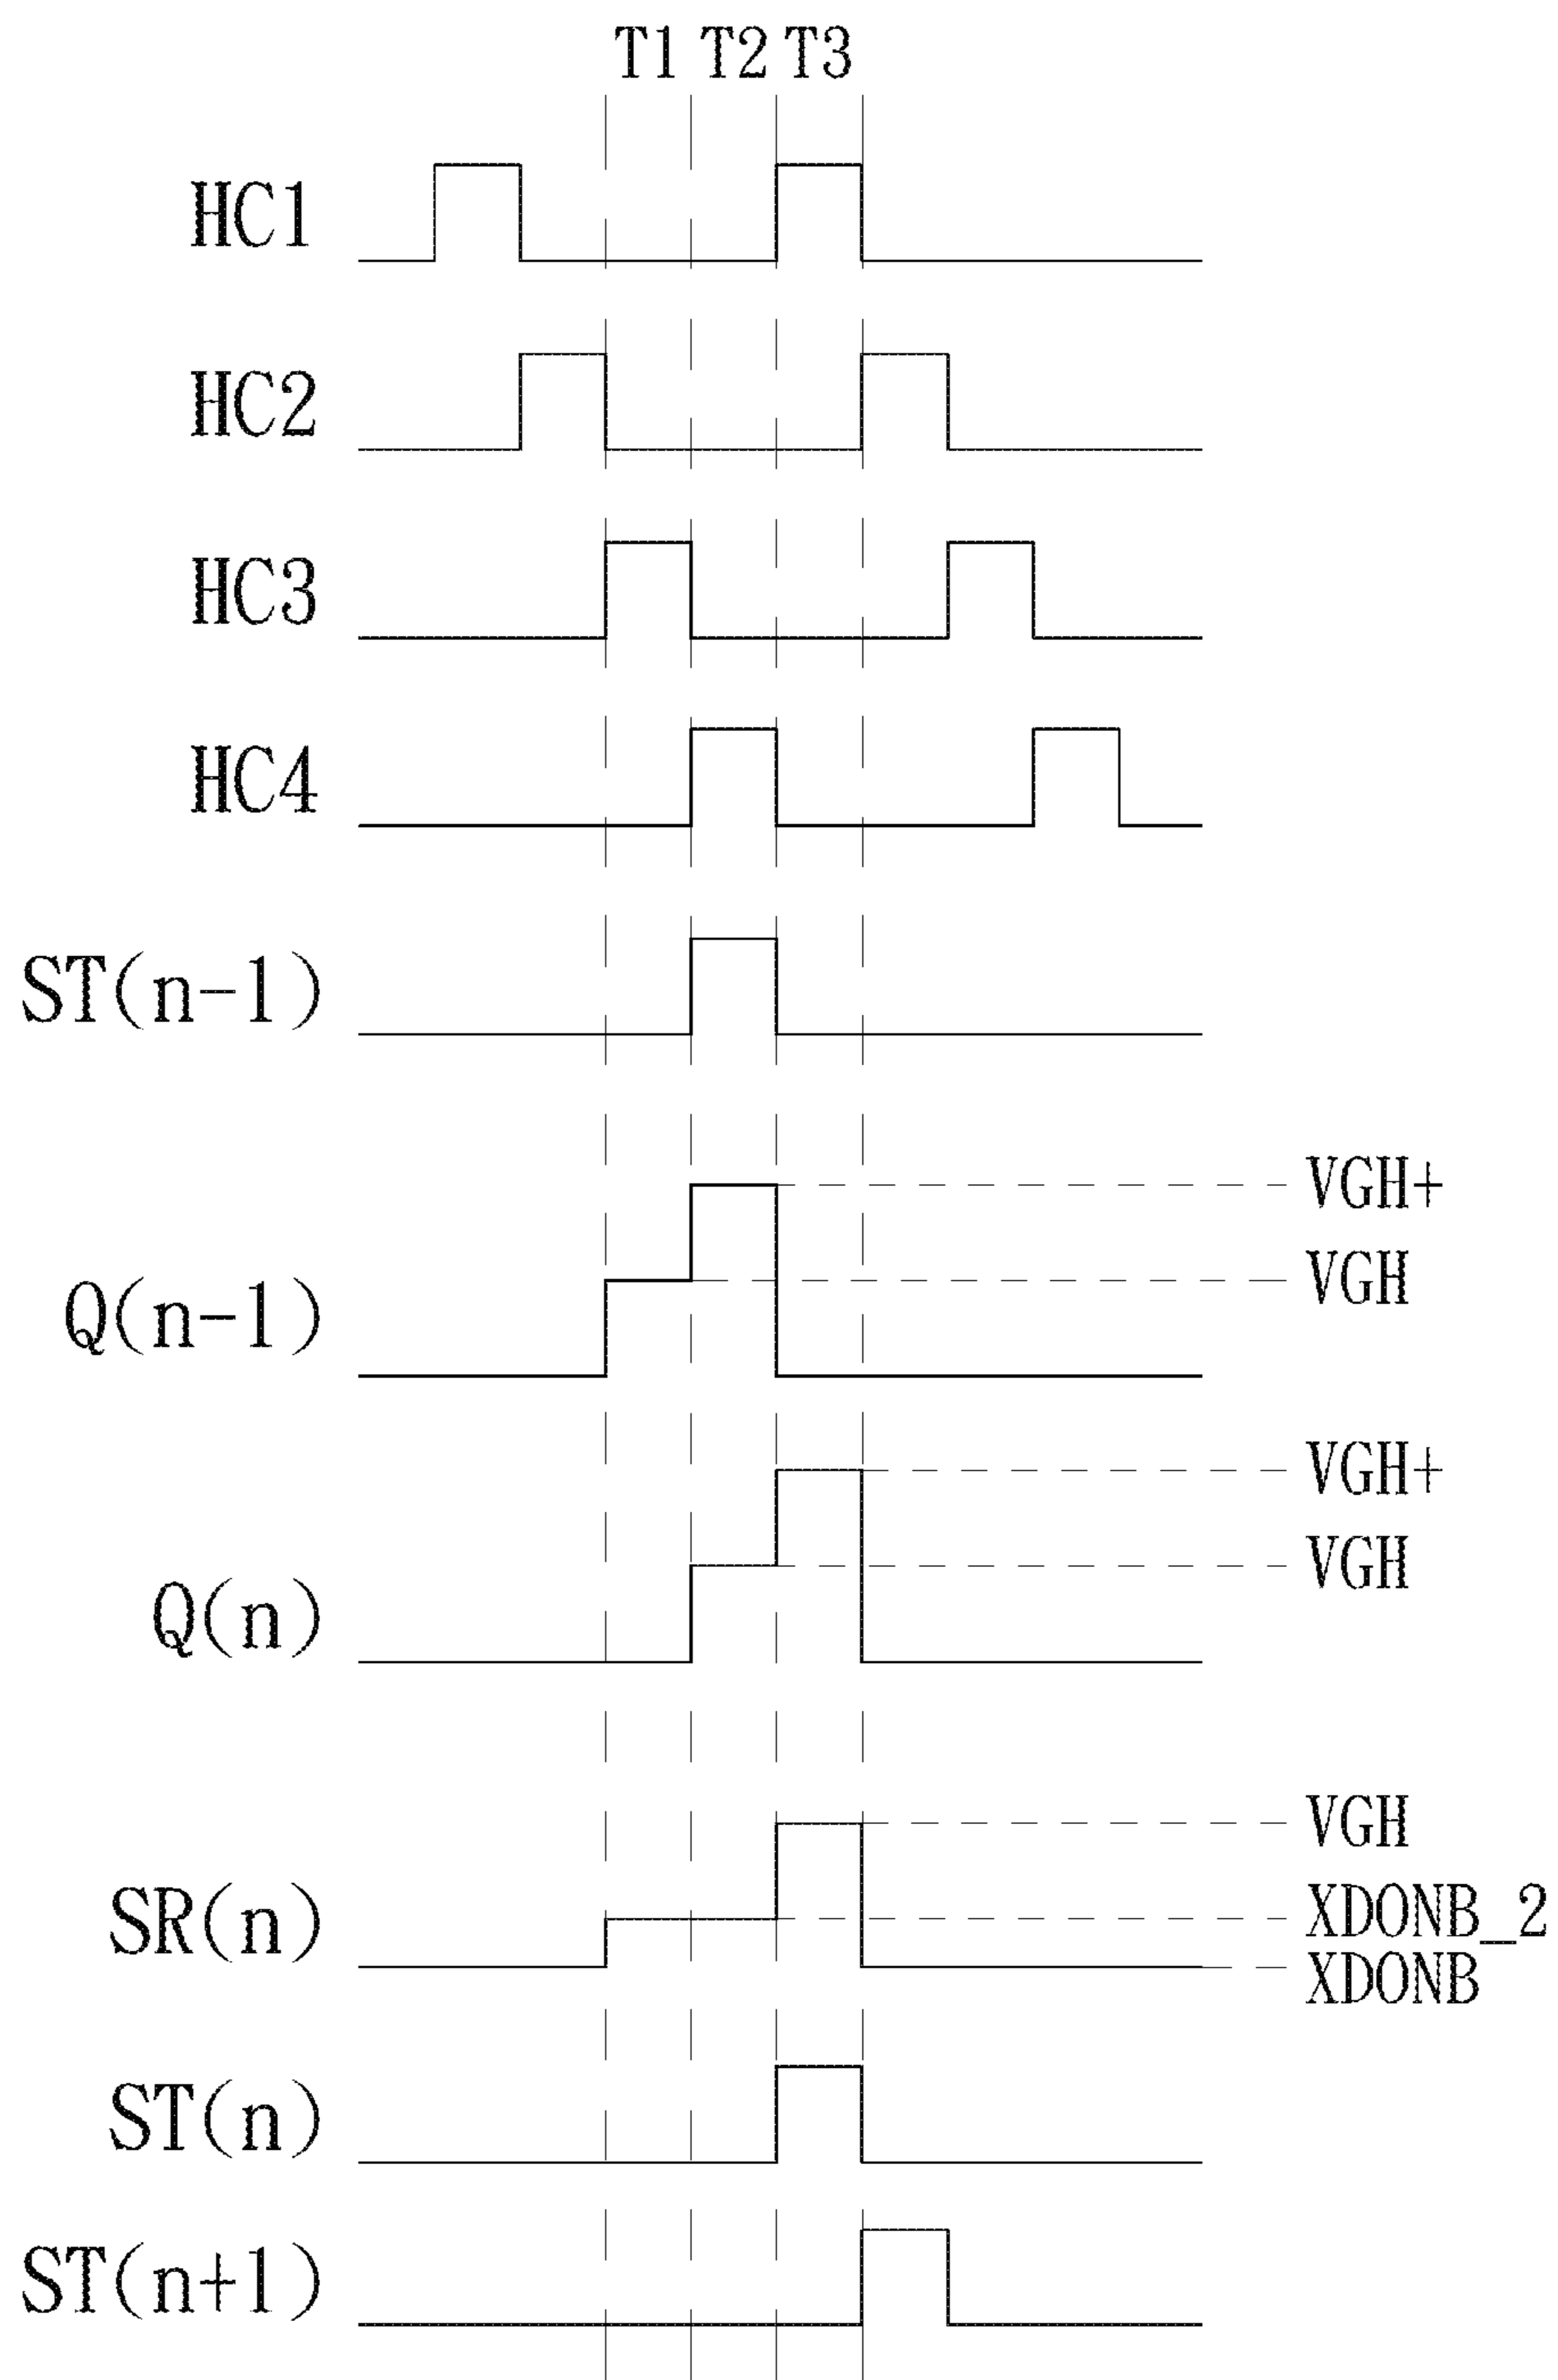 T1 T2 T3
HC1
HC2
HC3
HC4
ST(n-1)
VGH+
VGH
Q(n-1)
VGH+
VGH
Q(n)
VGH
XDONB_2
SR(n)
XDONB
ST(n)
ST(n+1)